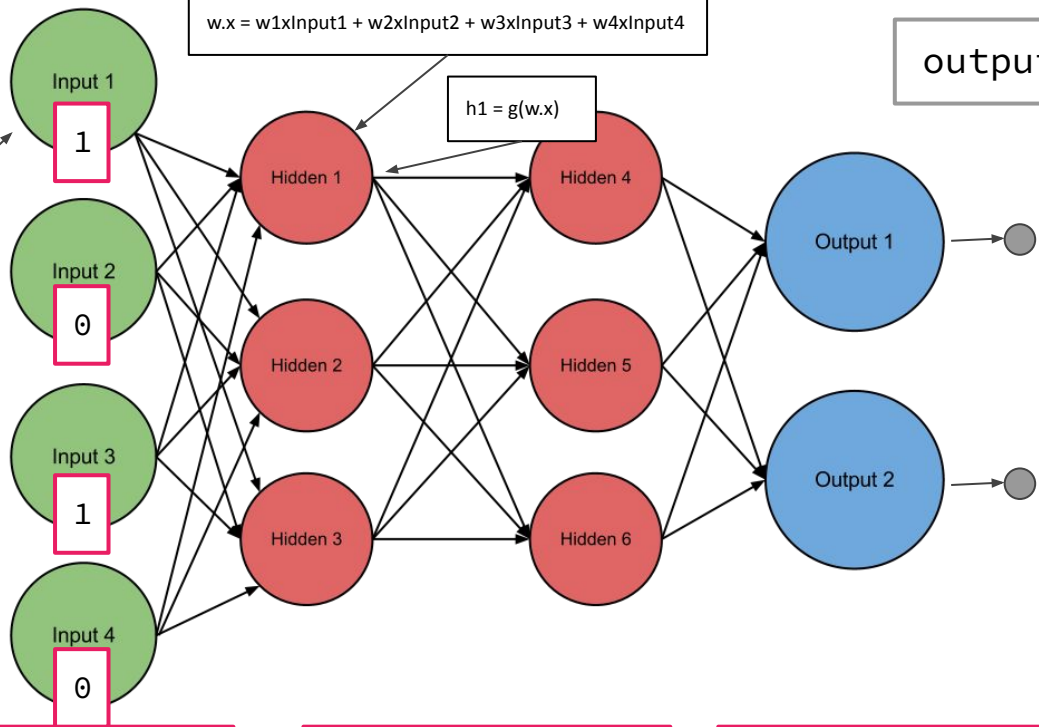 w.x = w1xInput1 + w2xInput2 + w3xInput3 + w4xInput4
outpu
h1 = g(w.x)
Input 1
1
Input 2
0
Input 3
1
Input 4
0
Hidden 1
Hidden 2
Hidden 3
Hidden 4
Hidden 5
Hidden 6
Output 1
Output 2